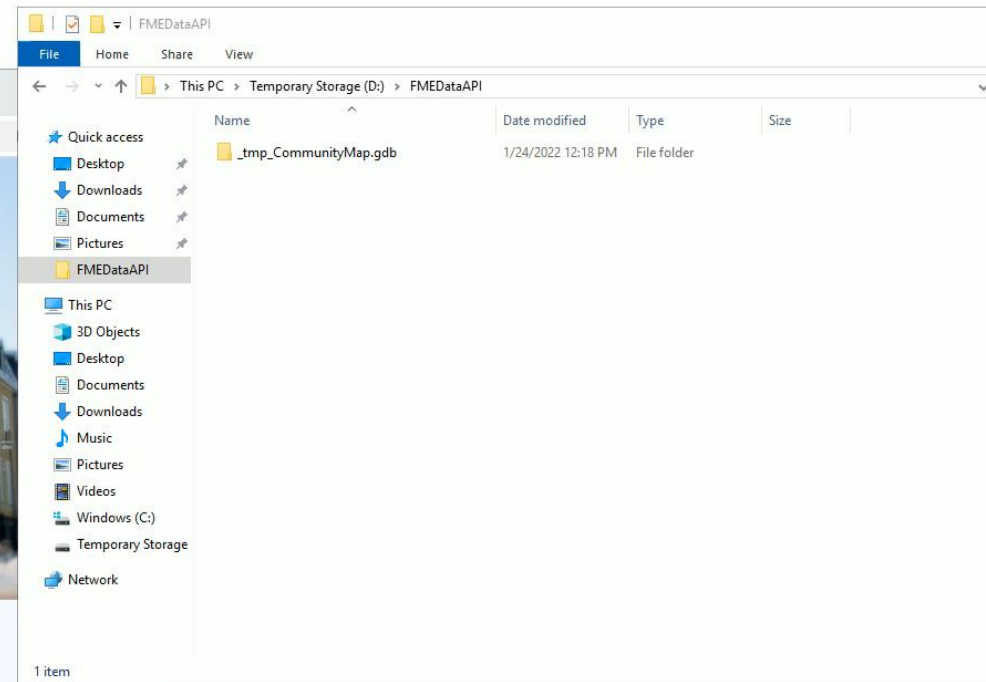 FMEDataAPI
File Home Share View
This PC > Temporary Storage (D:) > FMEDataAPI
Name Date modified Type Size
_tmp_CommunityMap.gdb 1/24/2022 12:18 PM File folder
Quick access
Desktop
Downloads
Documents
Pictures
FMEDataAPI
This PC
3D Objects
Desktop
Documents
Downloads
Music
Pictures
Videos
Windows (C:)
Temporary Storage
Network
1 item